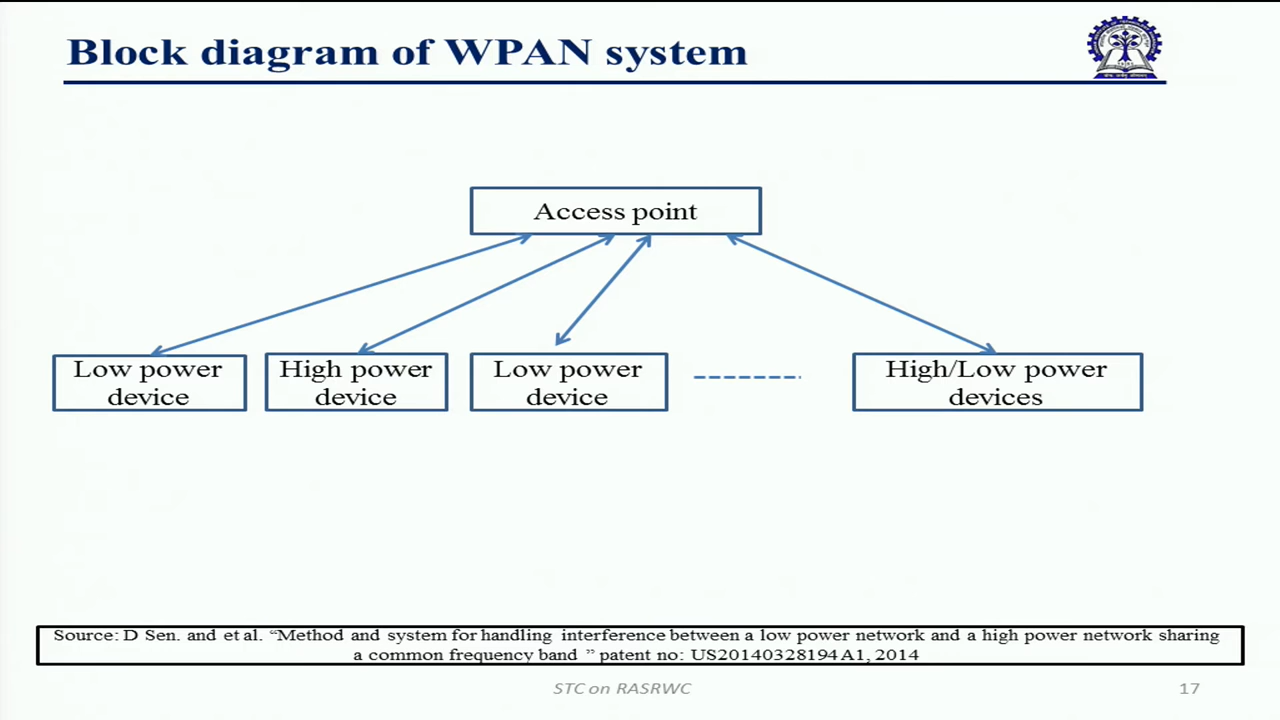 Block diagram of WPAN system
Access point
Low power
device
High power
device
Low power
device
High/Low power
devices
Source: D Sen. and et al. “Method and system for handling interference between a low power network and a high power network sharing
a common frequency band ” patent no: US20140328194A1, 2014
STC on RASRWC
17